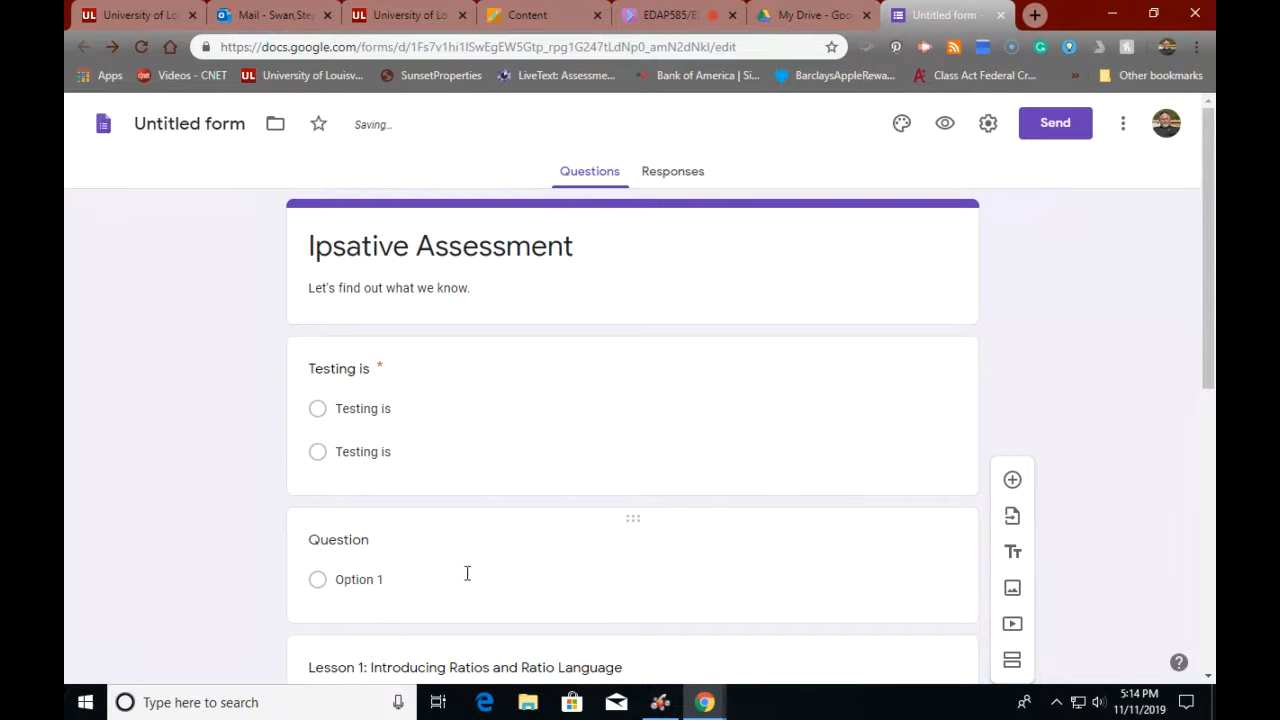 University of Lo
Mail - Swan,Ste
University of Lo
Content
EDAP585/E
My Drive - Goo
Untitled form
https://docs.google.com/forms/d/1Fs7v1hi1ISwEgEW5Gtp_rpg1G247tLdNp0_amN2dNkI/edit
Apps
Videos - CNET
University of Louisv...
SunsetProperties
LiveText: Assessme...
Bank of America | Si...
BarclaysAppleRewa...
Class Act Federal Cr...
»
Other bookmarks
Untitled form
Saving...
Send
Questions
Responses
Ipsative Assessment
Let's find out what we know.
Testing is *
Testing is
Testing is
Question
Option 1
Lesson 1: Introducing Ratios and Ratio Language
Type here to search
5:14 PM
11/11/2019